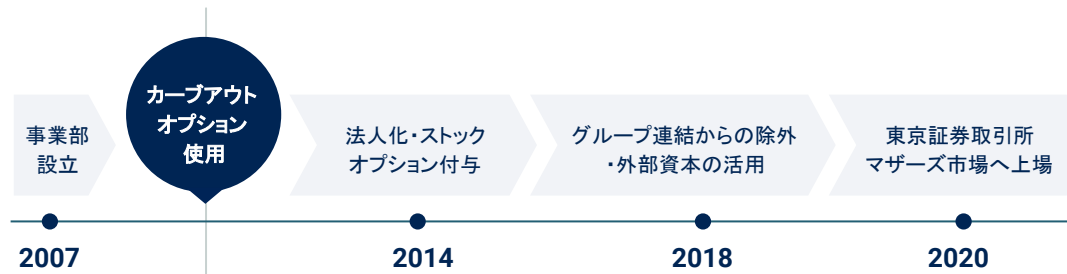 事業部
設立
カーブアウト
オプション
使用
法人化・ストック
オプション付与
グループ連結からの除外
・外部資本の活用
東京証券取引所
マザーズ市場へ上場
2007
2014
2018
2020